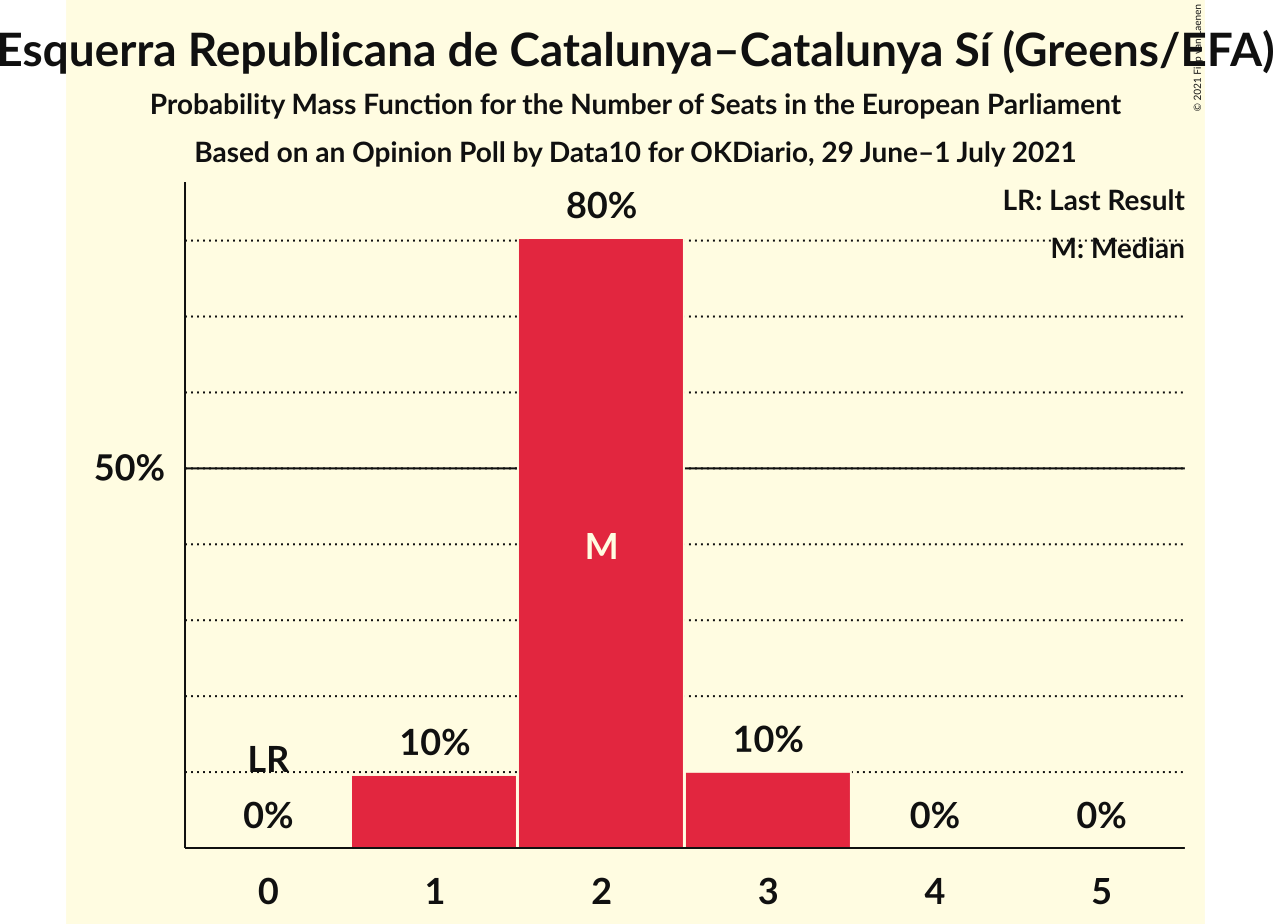 Esquerra Republicana de Catalunya–Catalunya Sí (Greens/EFA)
Probability Mass Function for the Number of Seats in the European Parliament
Based on an Opinion Poll by Data10 for OKDiario, 29 June–1 July 2021
© 2021
LR: Last Result
M: Median
80%
50%
M
LR
10%
10%
0%
0%
0%
0 1 2 3 4 5